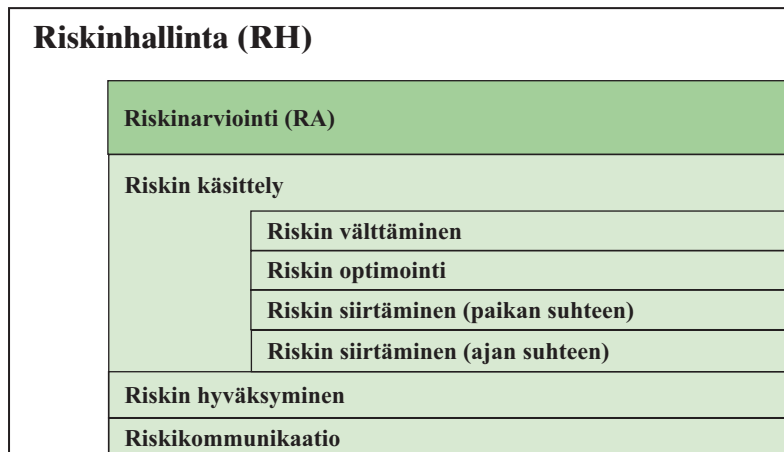 Riskinhallinta (RH)
Riskinarviointi (RA)
Riskin käsittely
Riskin välttäminen
Riskin optimointi
Riskin siirtäminen (paikan suhteen)
Riskin siirtäminen (ajan suhteen)
Riskin hyväksyminen
Riskikommunikaatio